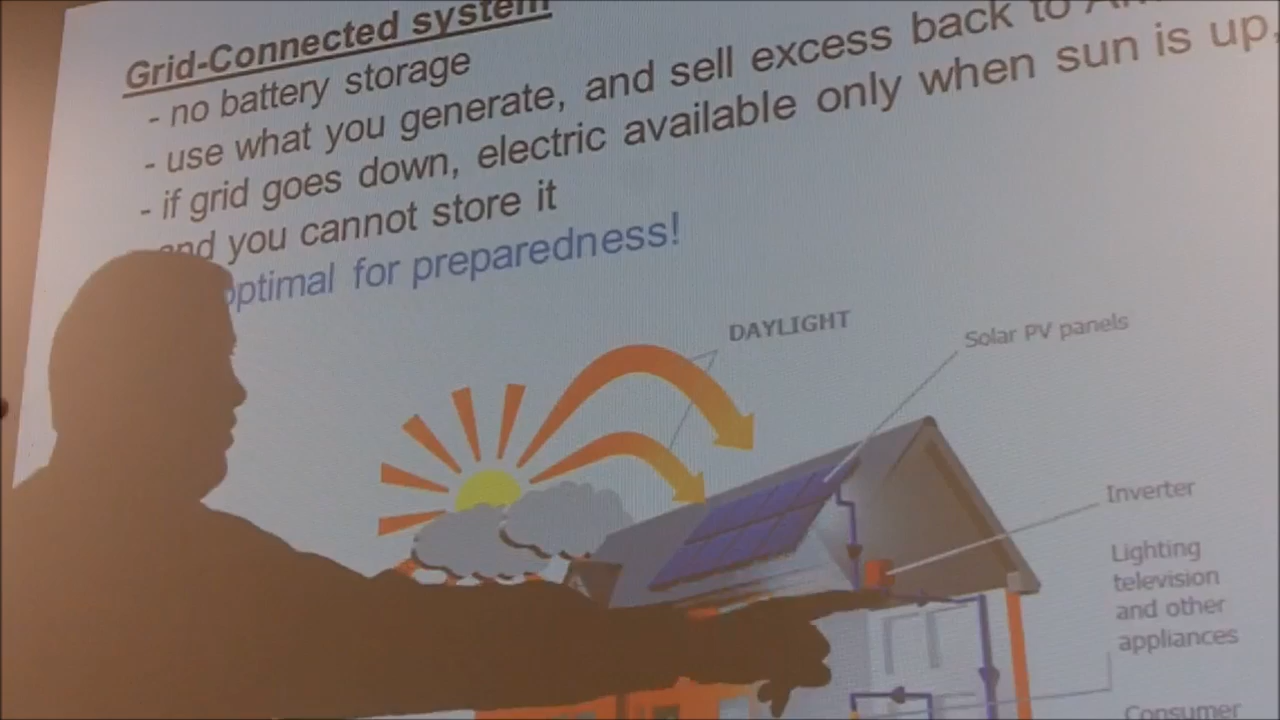 Grid-Connected system
- no battery storage
- use what you generate, and sell excess back to
- if grid goes down, electric available only when sun is up,
and you cannot store it
optimal for preparedness!
DAYLIGHT
Solar PV panels
Inverter
Lighting
television
and other
appliances
Consumer